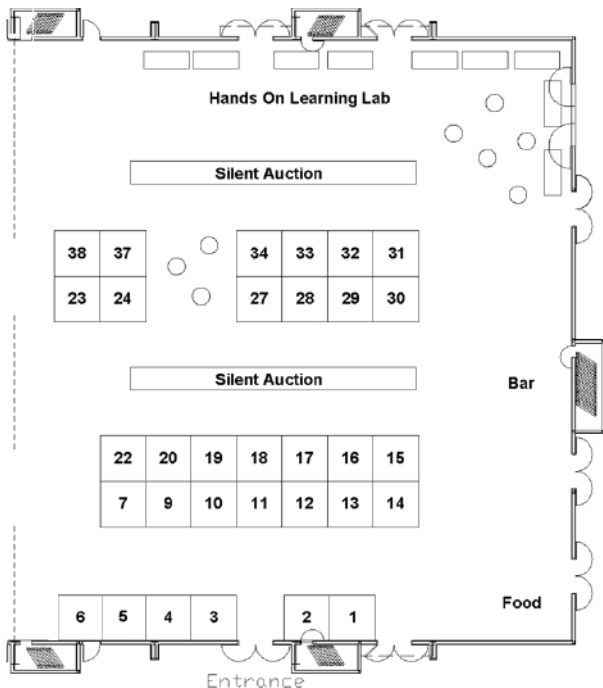 Hands On Learning Lab
Silent Auction
38 37 34 33 32 31
23 24 27 28 29 30
Silent Auction
Bar
22 20 19 18 17 16 15
7 9 10 11 12 13 14
Food
6 5 4 3 2 1
Entrance